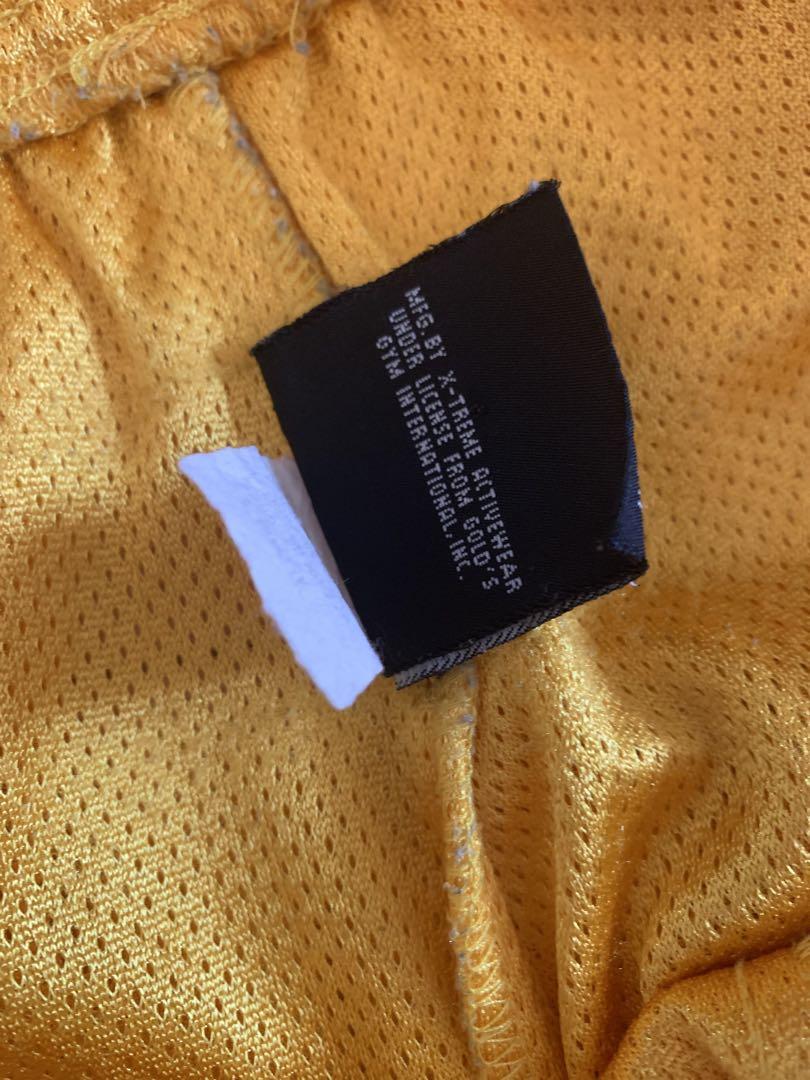 MFG.BY X-TREME ACTIVEWEAR
UNDER LICENSE FROM GOLD'S
GYM INTERNATIONAL,INC.